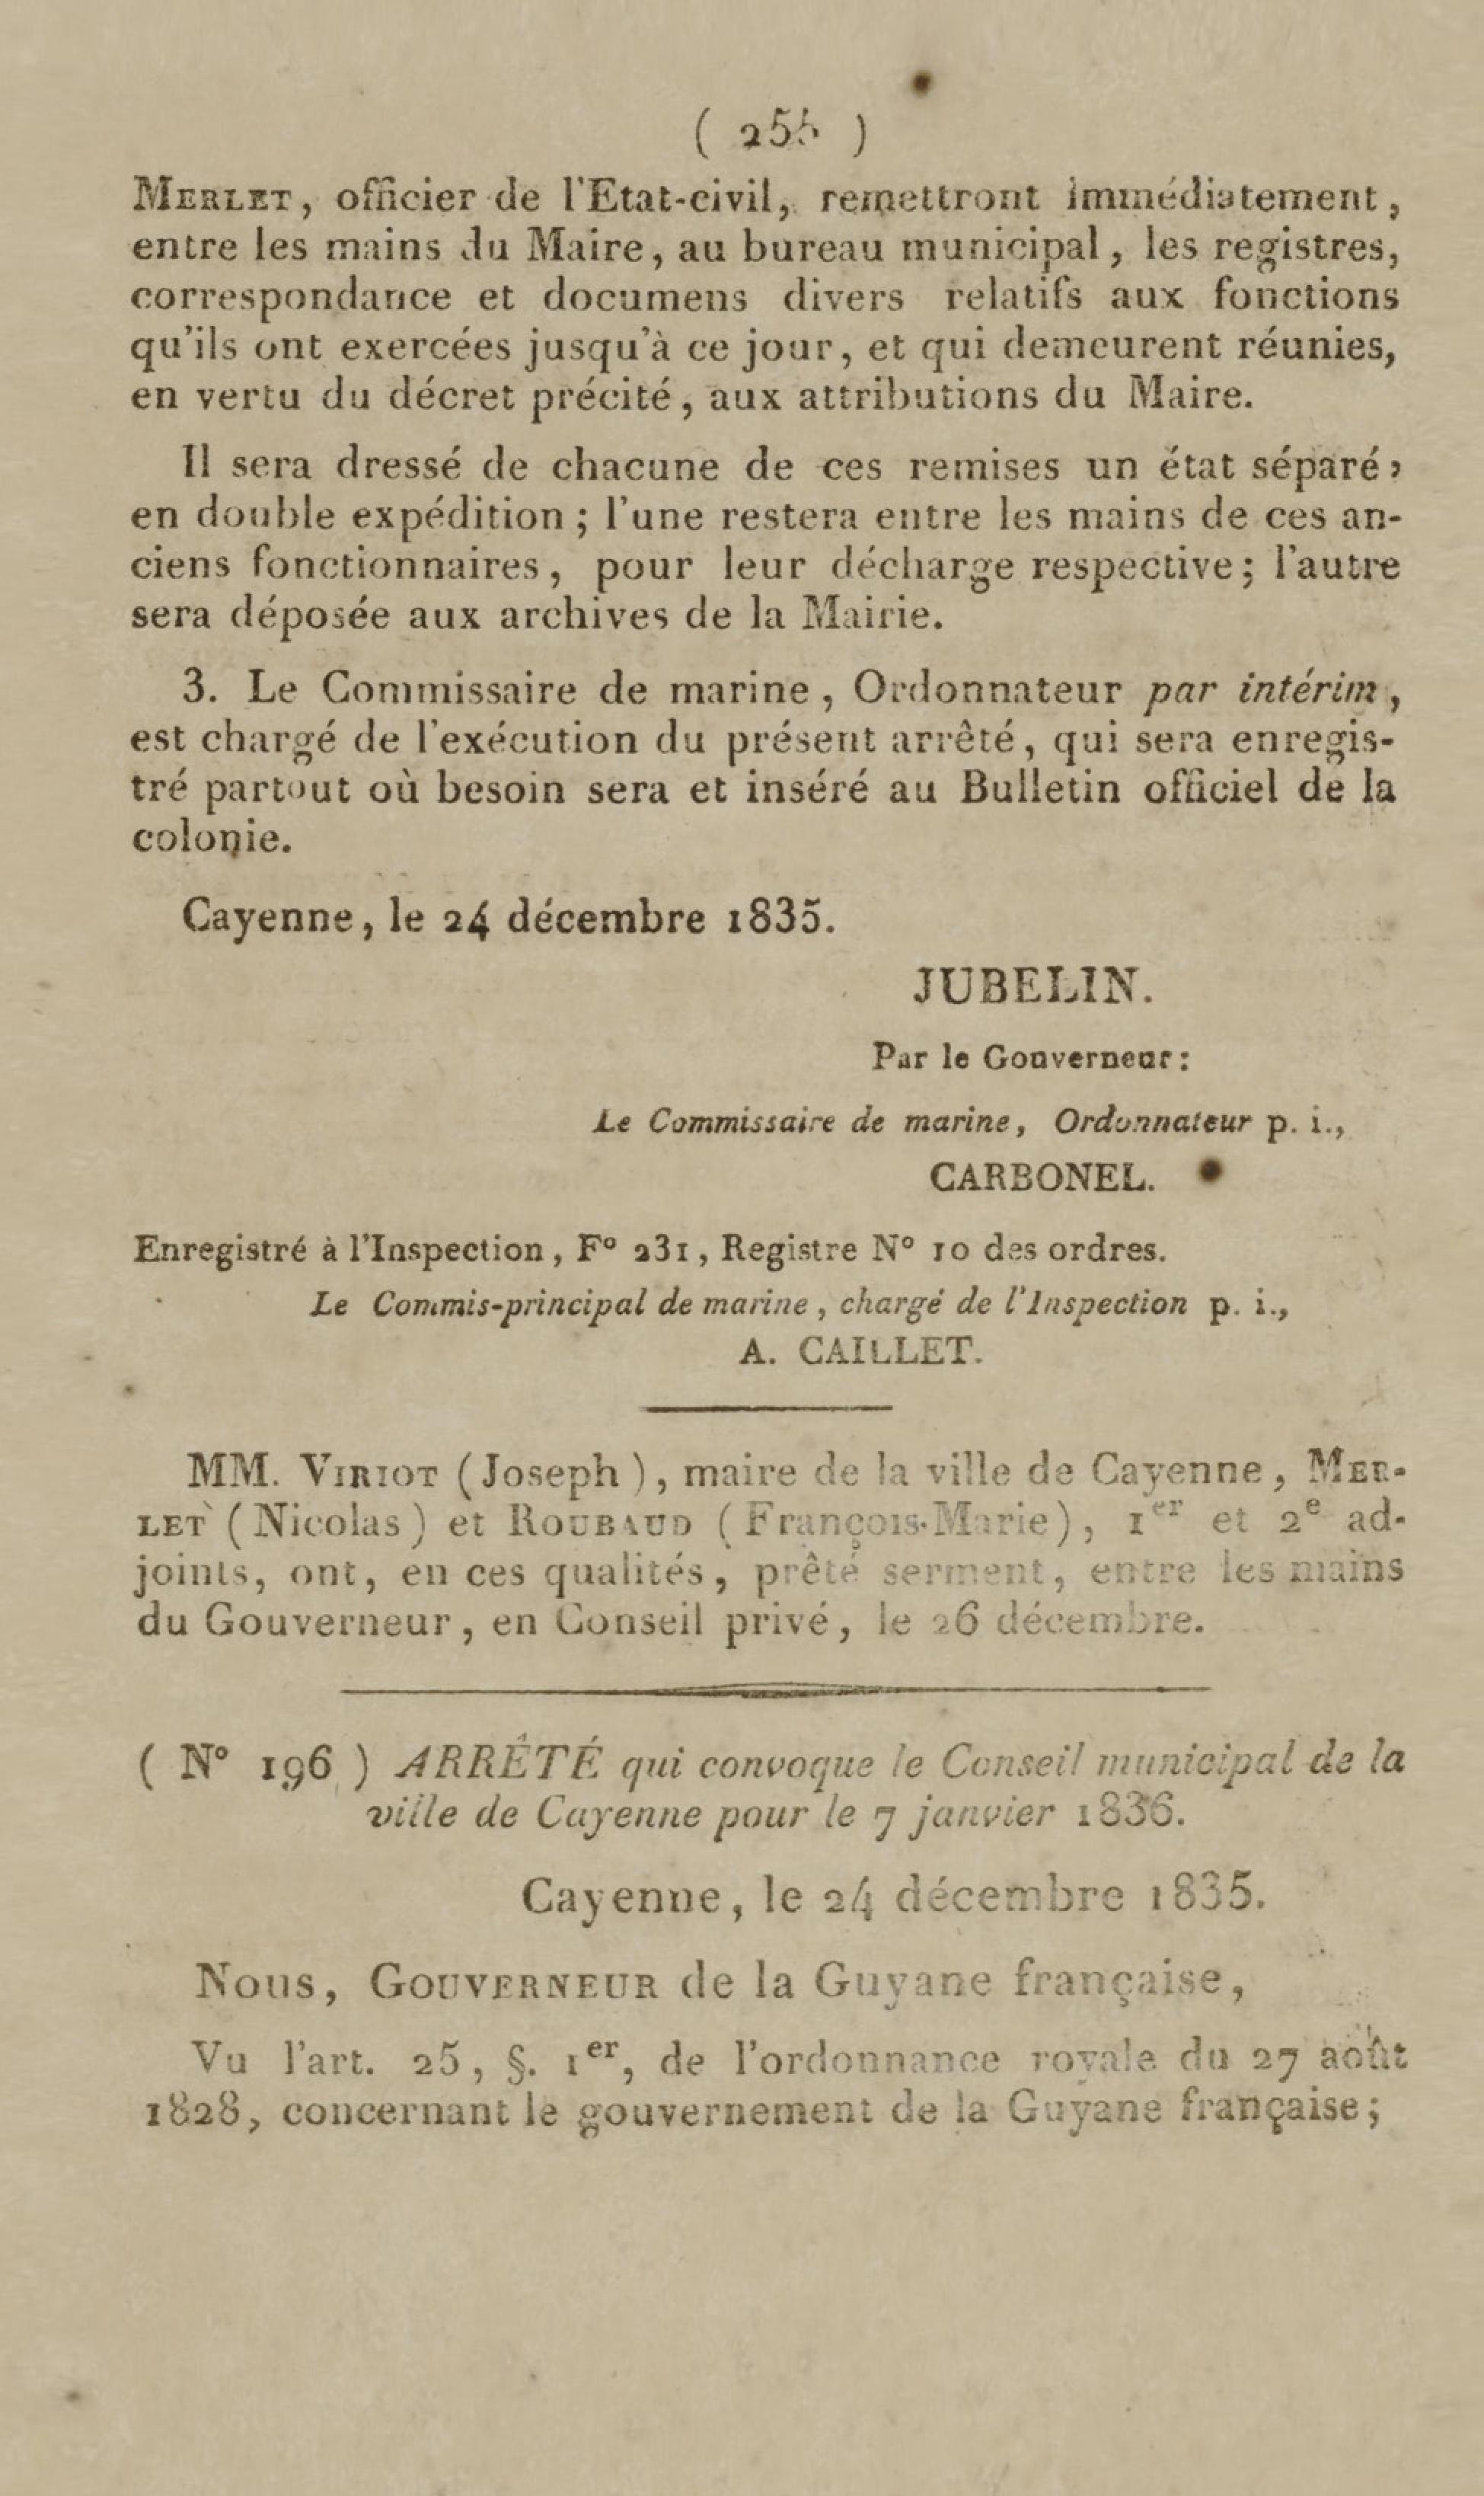 ( 255 )
MERLET, officier de l'Etat-civil, remettront immédiatement,
entre les mains du Maire, au bureau municipal, les registres,
correspondance et documens divers relatifs aux fonctions
qu'ils ont exercées jusqu'à ce jour, et qui demeurent réunies,
en vertu du décret précité, aux attributions du Maire.
Il sera dressé de chacune de ces remises un état séparé,
en double expédition ; l'une restera entre les mains de ces an-
ciens fonctionnaires, pour leur décharge respective; l'autre
sera déposée aux archives de la Mairie.
3. Le Commissaire de marine, Ordonnateur par intérim,
est chargé de l'exécution du présent arrêté, qui sera enregis-
tré partout où besoin sera et inséré au Bulletin officiel de la
colonie.
Cayenne, le 24 décembre 1835.
JUBELIN.
Par le Gouverneur:
Le Commissaire de marine, Ordonnateur p. i.,
CARBONEL.
Enregistré à l'Inspection, F° 231, Registre N° 10 des ordres.
Le Commis-principal de marine, chargé de l'Inspection p. i.,
A. CAILLET.
MM. VIRIOT (Joseph), maire de la ville de Cayenne, MER-
LET (Nicolas) et ROUBAUD (François-Marie), 1er et 2e ad-
joints, ont, en ces qualités, prêté serment, entre les mains
du Gouverneur, en Conseil privé, le 26 décembre.
( N° 196 ) ARRÊTÉ qui convoque le Conseil municipal de la
ville de Cayenne pour le 7 janvier 1836.
Cayenne, le 24 décembre 1835.
Nous, GOUVERNEUR de la Guyane française,
Vu l'art. 25, §. 1er, de l'ordonnance royale du 27 août
1828, concernant le gouvernement de la Guyane française;